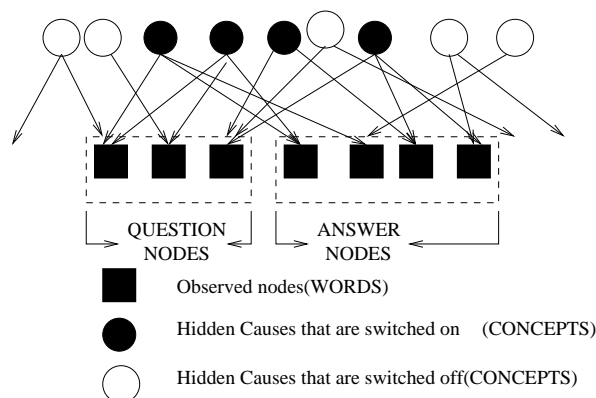 QUESTION
NODES
ANSWER
NODES
Observed nodes(WORDS)
Hidden Causes that are switched on (CONCEPTS)
Hidden Causes that are switched off(CONCEPTS)